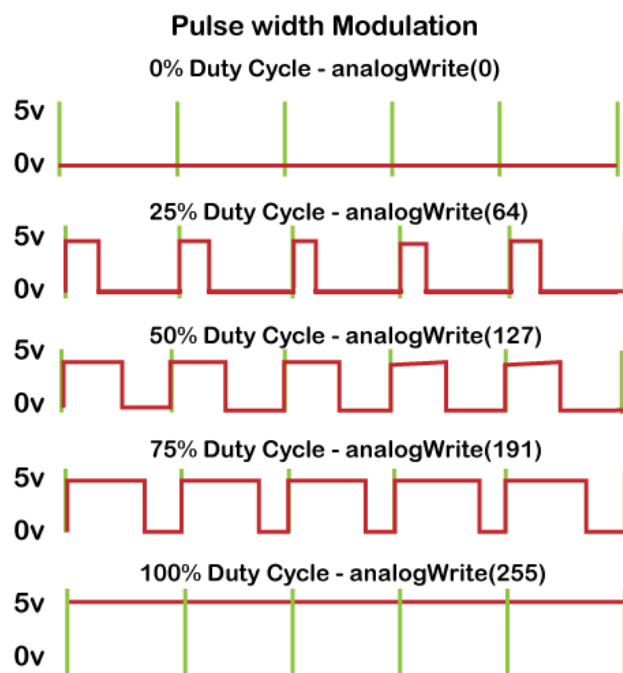 Pulse width Modulation
0% Duty Cycle - analogWrite(0)
5v
0v
25% Duty Cycle - analogWrite(64)
5v
0v
50% Duty Cycle - analogWrite(127)
5v
0v
75% Duty Cycle - analogWrite(191)
5v
0v
100% Duty Cycle - analogWrite(255)
5v
0v